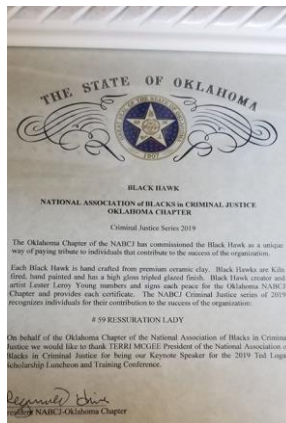 THE STATE OF OKLAHOMA
1907
BLACK HAWK
NATIONAL ASSOCIATION of BLACKS in CRIMINAL JUSTICE
OKLAHOMA CHAPTER
Criminal Justice Series 2019
The Oklahoma Chapter of the NABCJ has commissioned the Black Hawk as a unique
way of paying tribute to individuals that contribute to the success of the organization.
Each Black Hawk is hand crafted from premium ceramic clay. Black Hawks are Kiln
fired, hand painted and has a high gloss tripled glazed finish. Black Hawk creator and
artist Lester Leroy Young numbers and signs each peace for the Oklahoma NABCJ
Chapter and provides each certificate. The NABCJ Criminal Justice series of 2019
recognizes individuals for their contribution to the success of the organization:
# 59 RESSURATION LADY
On behalf of the Oklahoma Chapter of the National Association of Blacks in Crimina
Justice we would like to thank TERRI MCGEE President of the National Association o
Blacks in Criminal Justice for being our Keynote Speaker for the 2019 Ted Loga
Scholarship Luncheon and Training Conference.
President NABCJ-Oklahoma Chapter